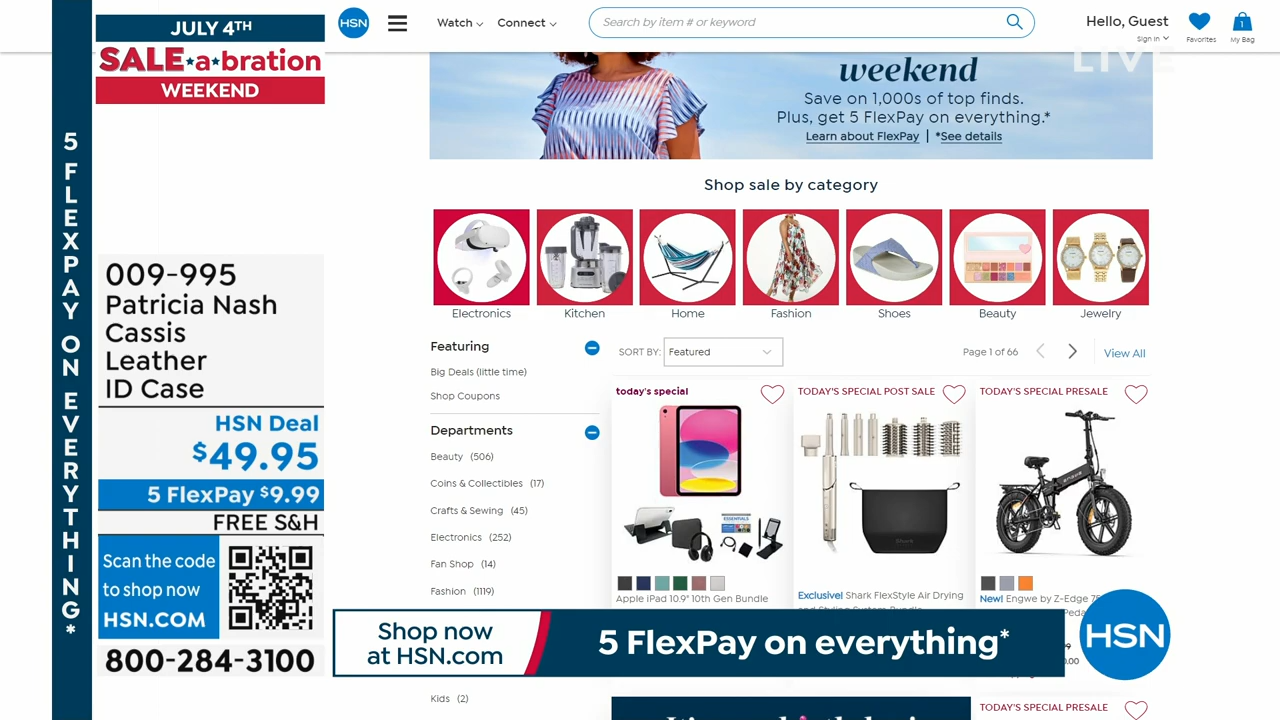 JULY 4TH
SALE★a★bration
WEEKEND
5 FLEXPAY ON EVERYTHING*
009-995
Patricia Nash
Cassis
Leather
ID Case
HSN Deal
$49.95
5 FlexPay $9.99
FREE S&H
Scan the code
to shop now
HSN.COM
800-284-3100
HSN
Watch
Connect
Search by item # or keyword
Hello, Guest
Sign in
Favorites
1
My Bag
LIVE
weekend
Save on 1,000s of top finds.
Plus, get 5 FlexPay on everything.*
Learn about FlexPay | *See details
Shop sale by category
Electronics
Kitchen
Home
Fashion
Shoes
Beauty
Jewelry
Featuring
Big Deals (little time)
Shop Coupons
Departments
Beauty (506)
Coins & Collectibles (17)
Crafts & Sewing (45)
Electronics (252)
Fan Shop (14)
Fashion (1119)
Kids (2)
SORT BY: Featured
Page 1 of 66
View All
today's special
Apple iPad 10.9" 10th Gen Bundle
TODAY'S SPECIAL POST SALE
Shark
Exclusive! Shark FlexStyle Air Drying
TODAY'S SPECIAL PRESALE
New! Engwe by Z-Edge
Shop now
at HSN.com
5 FlexPay on everything*
HSN
TODAY'S SPECIAL PRESALE